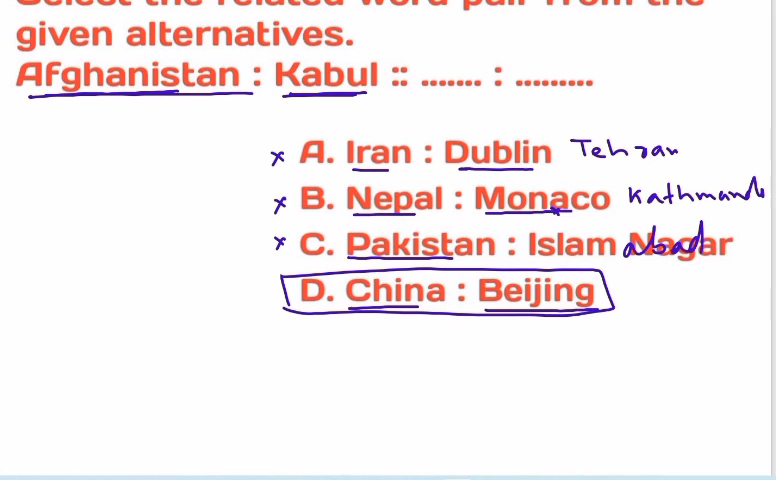 Select the related word pair from the
given alternatives.
Afghanistan : Kabul :: ....... : .........
× A. Iran : Dublin Tehran
× B. Nepal : Monaco Kathmandu
× C. Pakistan : Islam Nagar abad
D. China : Beijing